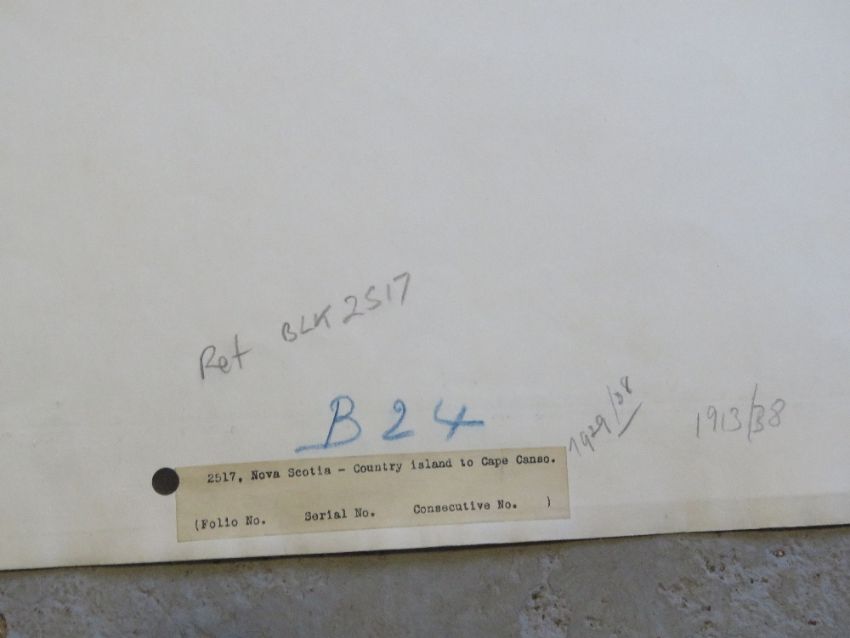 Ret BLK 2517
B24
1929/38
1913/38
2517, Nova Scotia - Country island to Cape Canso.
(Folio No. Serial No. Consecutive No. )